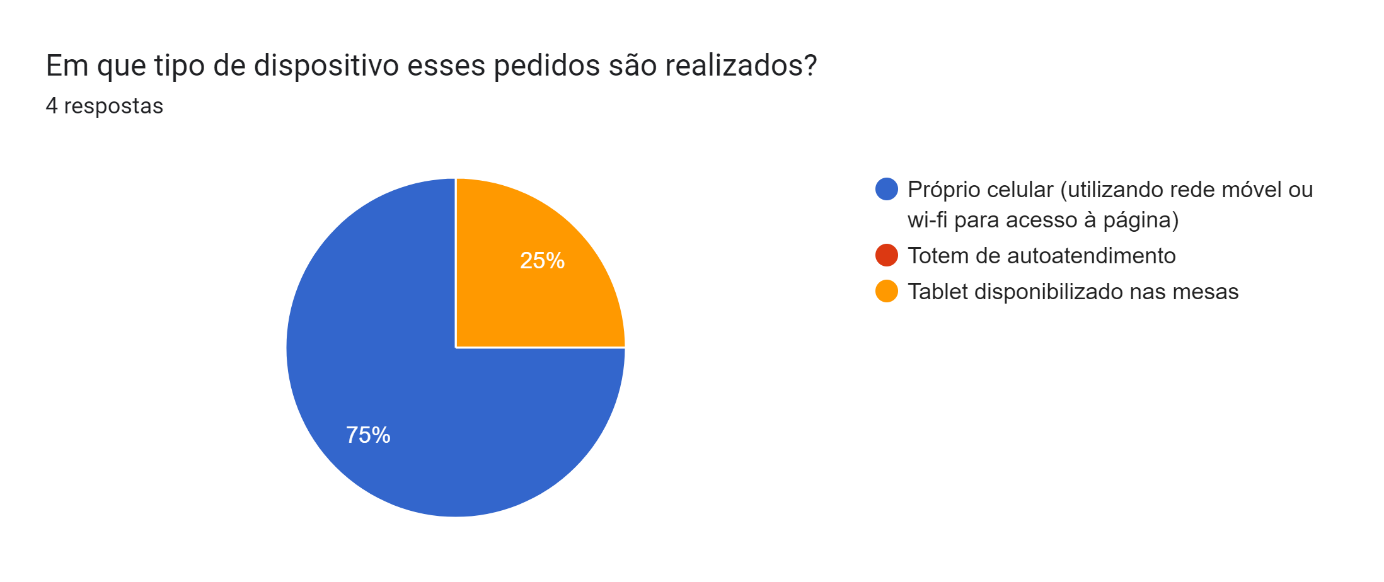 Em que tipo de dispositivo esses pedidos são realizados?
4 respostas
25%
75%
Próprio celular (utilizando rede móvel ou
wi-fi para acesso à página)
Totem de autoatendimento
Tablet disponibilizado nas mesas